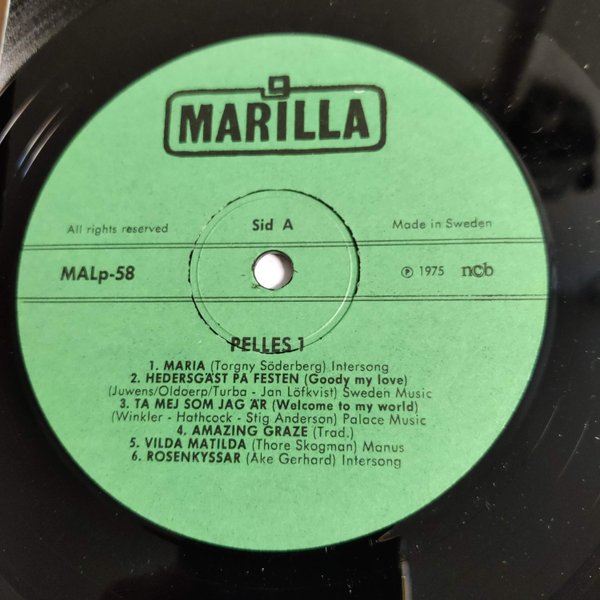 MARILLA
All rights reserved
Sid A
Made in Sweden
MALp-58
℗ 1975 ncb
PELLES 1
1. MARIA (Torgny Söderberg) Intersong
2. HEDERSGÄST PÅ FESTEN (Goody my love)
(Juwens/Oldoerp/Turba - Jan Löfkvist) Sweden Music
3. TA MEJ SOM JAG ÄR (Welcome to my world)
(Winkler - Hathcock - Stig Anderson) Palace Music
4. AMAZING GRAZE (Trad.)
5. VILDA MATILDA (Thore Skogman) Manus
6. ROSENKYSSAR (Åke Gerhard) Intersong